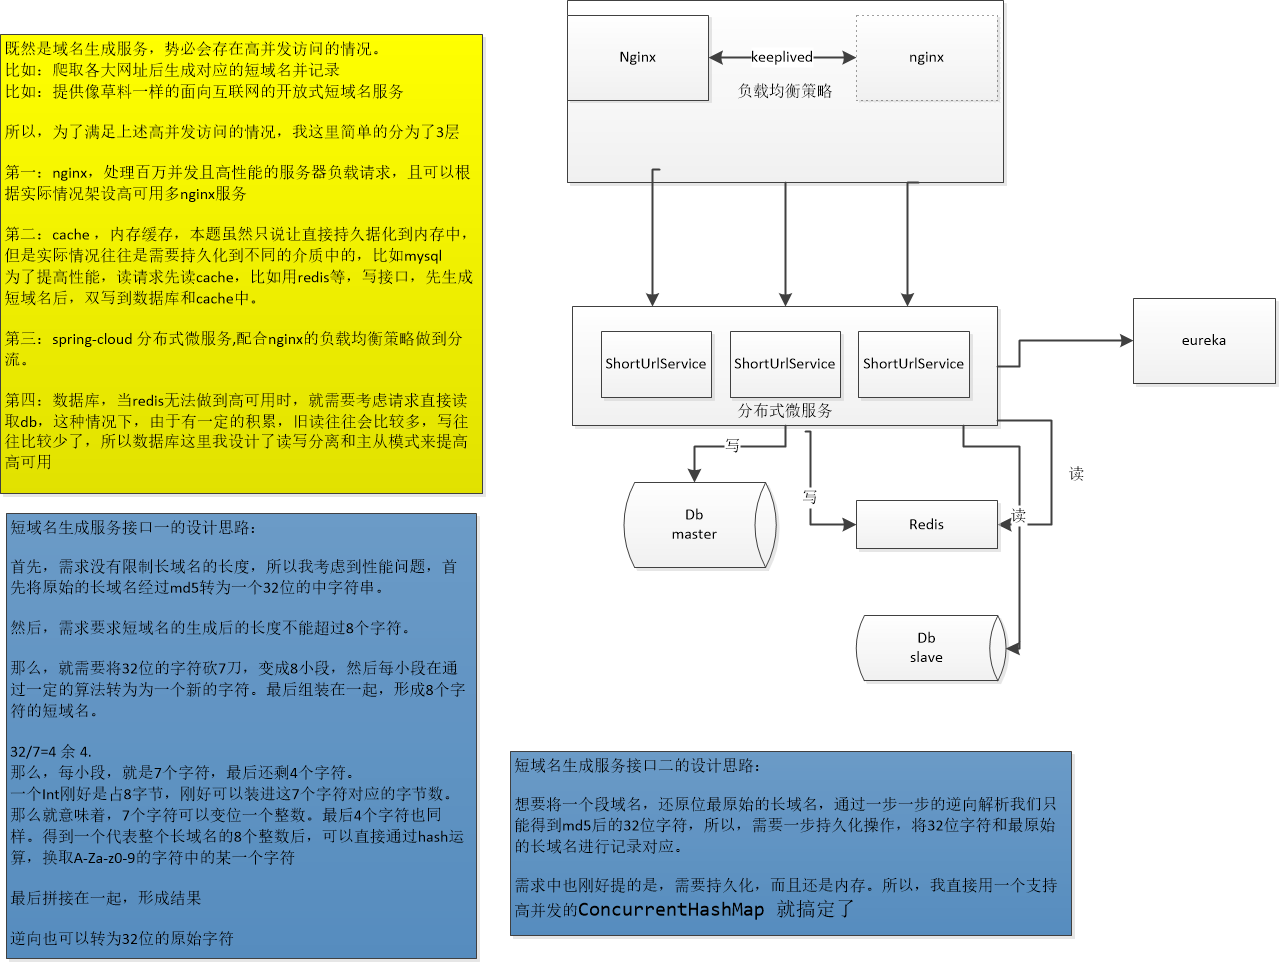 既然是域名生成服务，势必会存在高并发访问的情况。
比如：爬取各大网址后生成对应的短域名并记录
比如：提供像草料一样的面向互联网的开放式短域名服务
所以，为了满足上述高并发访问的情况，我这里简单的分为了3层
第一：nginx，处理百万并发且高性能的服务器负载请求，且可以根
据实际情况架设高可用多nginx服务
第二：cache ，内存缓存，本题虽然只说让直接持久据化到内存中，
但是实际情况往往是需要持久化到不同的介质中的，比如mysql
为了提高性能，读请求先读cache，比如用redis等，写接口，先生成
短域名后，双写到数据库和cache中。
第三：spring-cloud 分布式微服务,配合nginx的负载均衡策略做到分
流。
第四：数据库，当redis无法做到高可用时，就需要考虑请求直接读
取db，这种情况下，由于有一定的积累，旧读往往会比较多，写往
往比较少了，所以数据库这里我设计了读写分离和主从模式来提高
高可用
短域名生成服务接口一的设计思路：
首先，需求没有限制长域名的长度，所以我考虑到性能问题，首
先将原始的长域名经过md5转为一个32位的中字符串。
然后，需求要求短域名的生成后的长度不能超过8个字符。
那么，就需要将32位的字符砍7刀，变成8小段，然后每小段在通
过一定的算法转为为一个新的字符。最后组装在一起，形成8个字
符的短域名。
32/7=4 余 4.
那么，每小段，就是7个字符，最后还剩4个字符。
一个Int刚好是占8字节，刚好可以装进这7个字符对应的字节数。
那么就意味着，7个字符可以变位一个整数。最后4个字符也同
样。得到一个代表整个长域名的8个整数后，可以直接通过hash运
算，换取A-Za-z0-9的字符中的某一个字符
最后拼接在一起，形成结果
逆向也可以转为32位的原始字符
Nginx
keeplived
nginx
负载均衡策略
ShortUrlService
ShortUrlService
ShortUrlService
分布式微服务
eureka
写
读
写
读
Db
master
Redis
Db
slave
短域名生成服务接口二的设计思路：
想要将一个段域名，还原位最原始的长域名，通过一步一步的逆向解析我们只
能得到md5后的32位字符，所以，需要一步持久化操作，将32位字符和最原始
的长域名进行记录对应。
需求中也刚好提的是，需要持久化，而且还是内存。所以，我直接用一个支持
高并发的ConcurrentHashMap 就搞定了